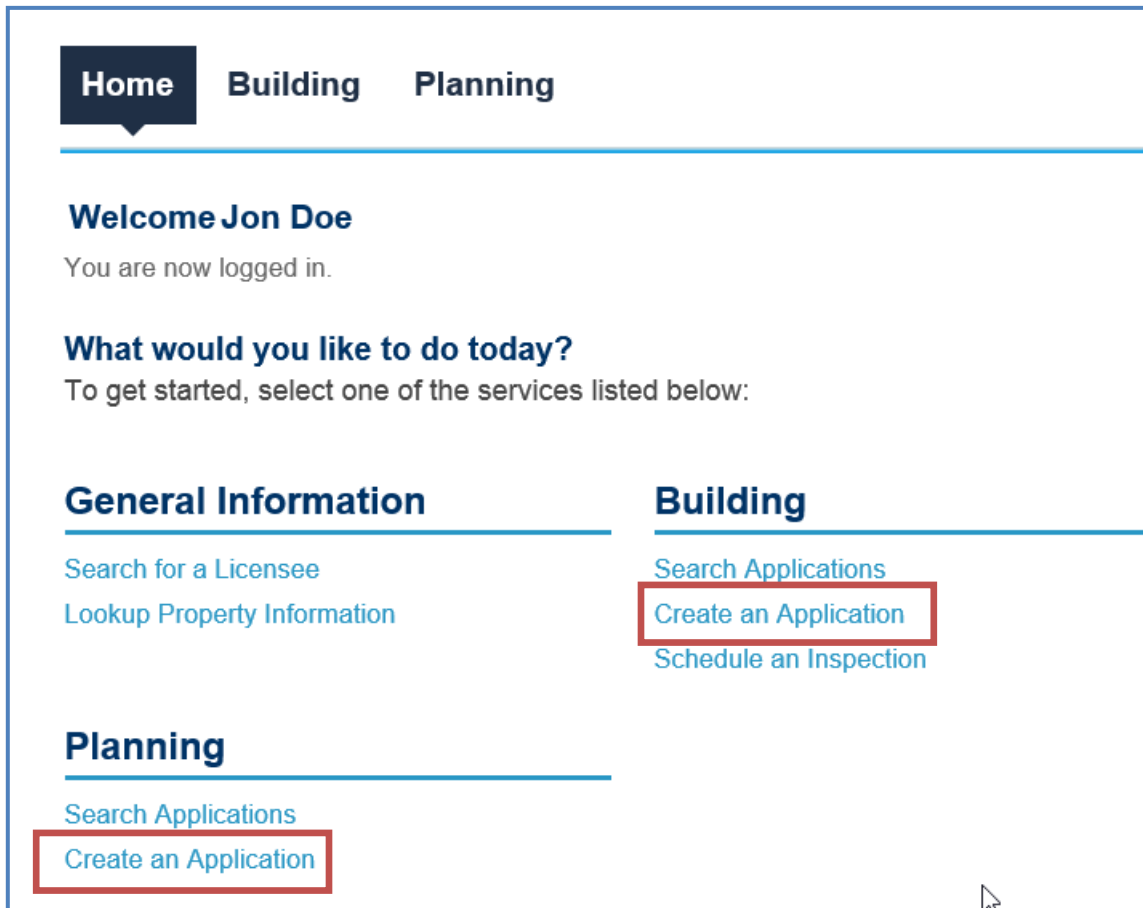 Home Building Planning
Welcome Jon Doe
You are now logged in.
What would you like to do today?
To get started, select one of the services listed below:
General Information
Search for a Licensee
Lookup Property Information
Building
Search Applications
Create an Application
Schedule an Inspection
Planning
Search Applications
Create an Application